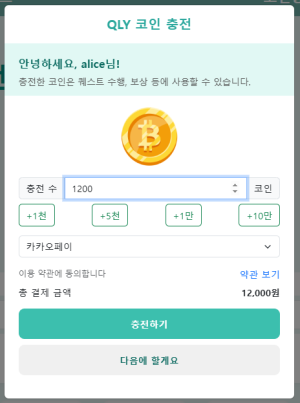 QLY 코인 충전
안녕하세요, alice님!
충전한 코인은 퀘스트 수행, 보상 등에 사용할 수 있습니다.
충전 수 1200 코인
+1천 +5천 +1만 +10만
카카오페이
이용 약관에 동의합니다 약관 보기
총 결제 금액 12,000원
충전하기
다음에 할게요